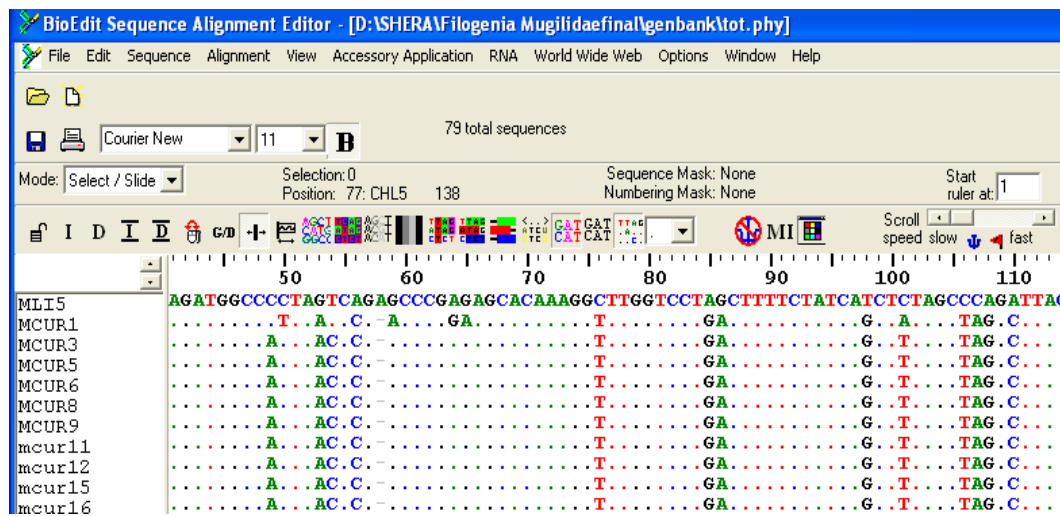 BioEdit Sequence Alignment Editor - [D:\SHERA\Filogenia Mugilidaefinal\genbank\tot.phy]
File Edit Sequence Alignment View Accessory Application RNA World Wide Web Options Window Help
Courier New 11 B 79 total sequences
Mode: Select / Slide Selection: 0 Sequence Mask: None Start
Position: 77: CHL5 138 Numbering Mask: None ruler at: 1
I D I D G/D GAT CAT GAT CAT MI Scroll
speed slow fast
50 60 70 80 90 100 110
MLI5 AGATGGCCCCTAGTCAGAGCCCGAGAGCACAAAGGCTTGGTCCTAGCTTTTCTATCATCTCTAGCCCAGATTAC
MCUR1 .........T..A..C.-A....GA..........T........GA...........G..A....TAG.C...
MCUR3 ........A...AC.C.-.................T........GA...........G..T....TAG.C...
MCUR5 ........A...AC.C.-.................T........GA...........G..T....TAG.C...
MCUR6 ........A...AC.C.-.................T........GA...........G..T....TAG.C...
MCUR8 ........A...AC.C.-.................T........GA...........G..T....TAG.C...
MCUR9 ........A...AC.C.-.................T........GA...........G..T....TAG.C...
mcur11 ........A...AC.C.-.................T........GA...........G..T....TAG.C...
mcur12 ........A...AC.C.-.................T........GA...........G..T....TAG.C...
mcur15 ........A...AC.C.-.................T........GA...........G..T....TAG.C...
mcur16 ........A...AC.C.-.................T........GA...........G..T....TAG.C...